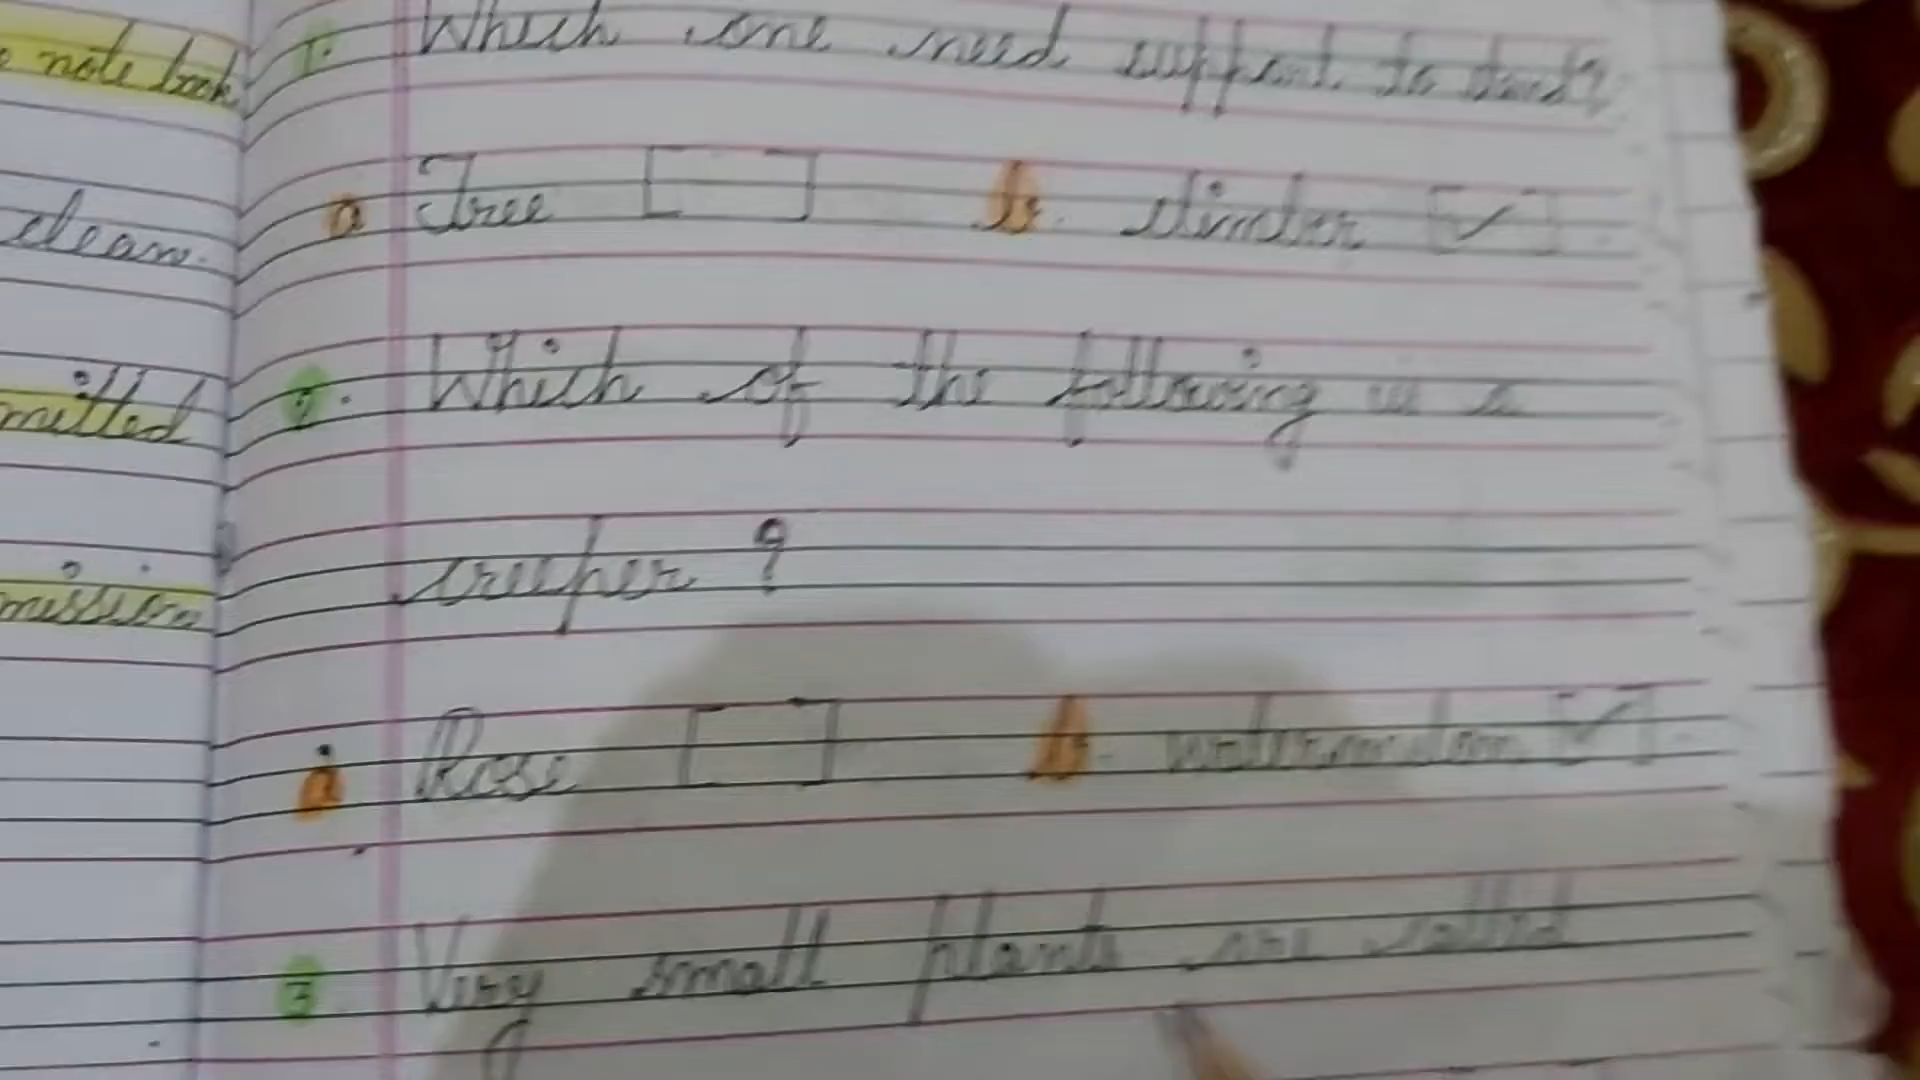 note book
clean.
mitted
mission
1. Which one need support to stand?
a Tree b. climber
2. Which of the following is a
creeper ?
a Rose b. watermelon
3. Very small plants are called